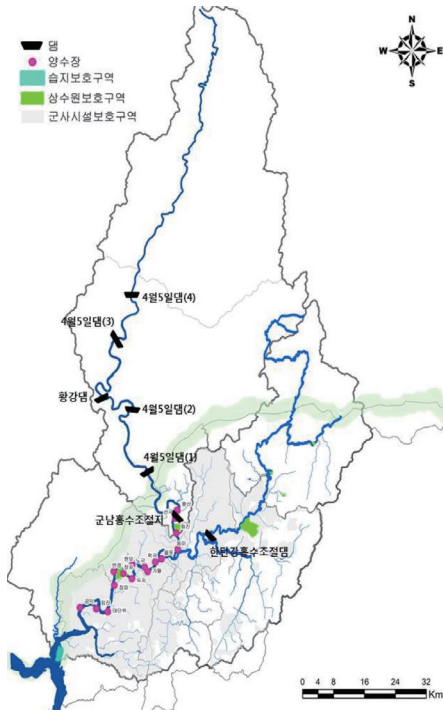 댐
양수장
습지보호구역
상수원보호구역
군사시설보호구역
N
W
E
S
4월5일댐(4)
4월5일댐(3)
황강댐
4월5일댐(2)
4월5일댐(1)
군남홍수조절지
한탄강홍수조절댐
대단위
0 4 8 16 24 32
Km